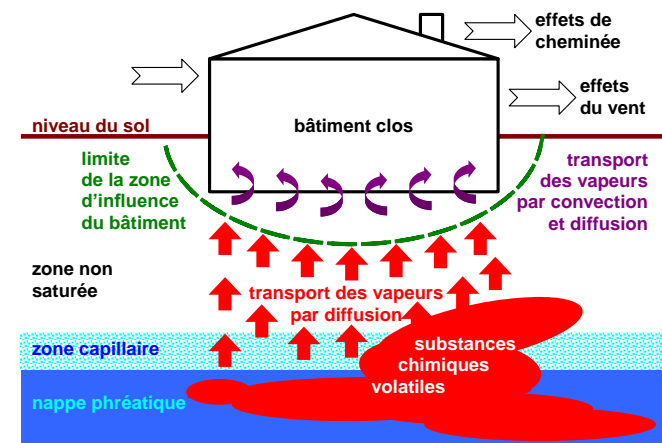 effets de
cheminée
effets
du vent
niveau du sol
bâtiment clos
limite
de la zone
d'influence
du bâtiment
transport
des vapeurs
par convection
et diffusion
zone non
saturée
transport des vapeurs
par diffusion
zone capillaire
substances
chimiques
volatiles
nappe phréatique